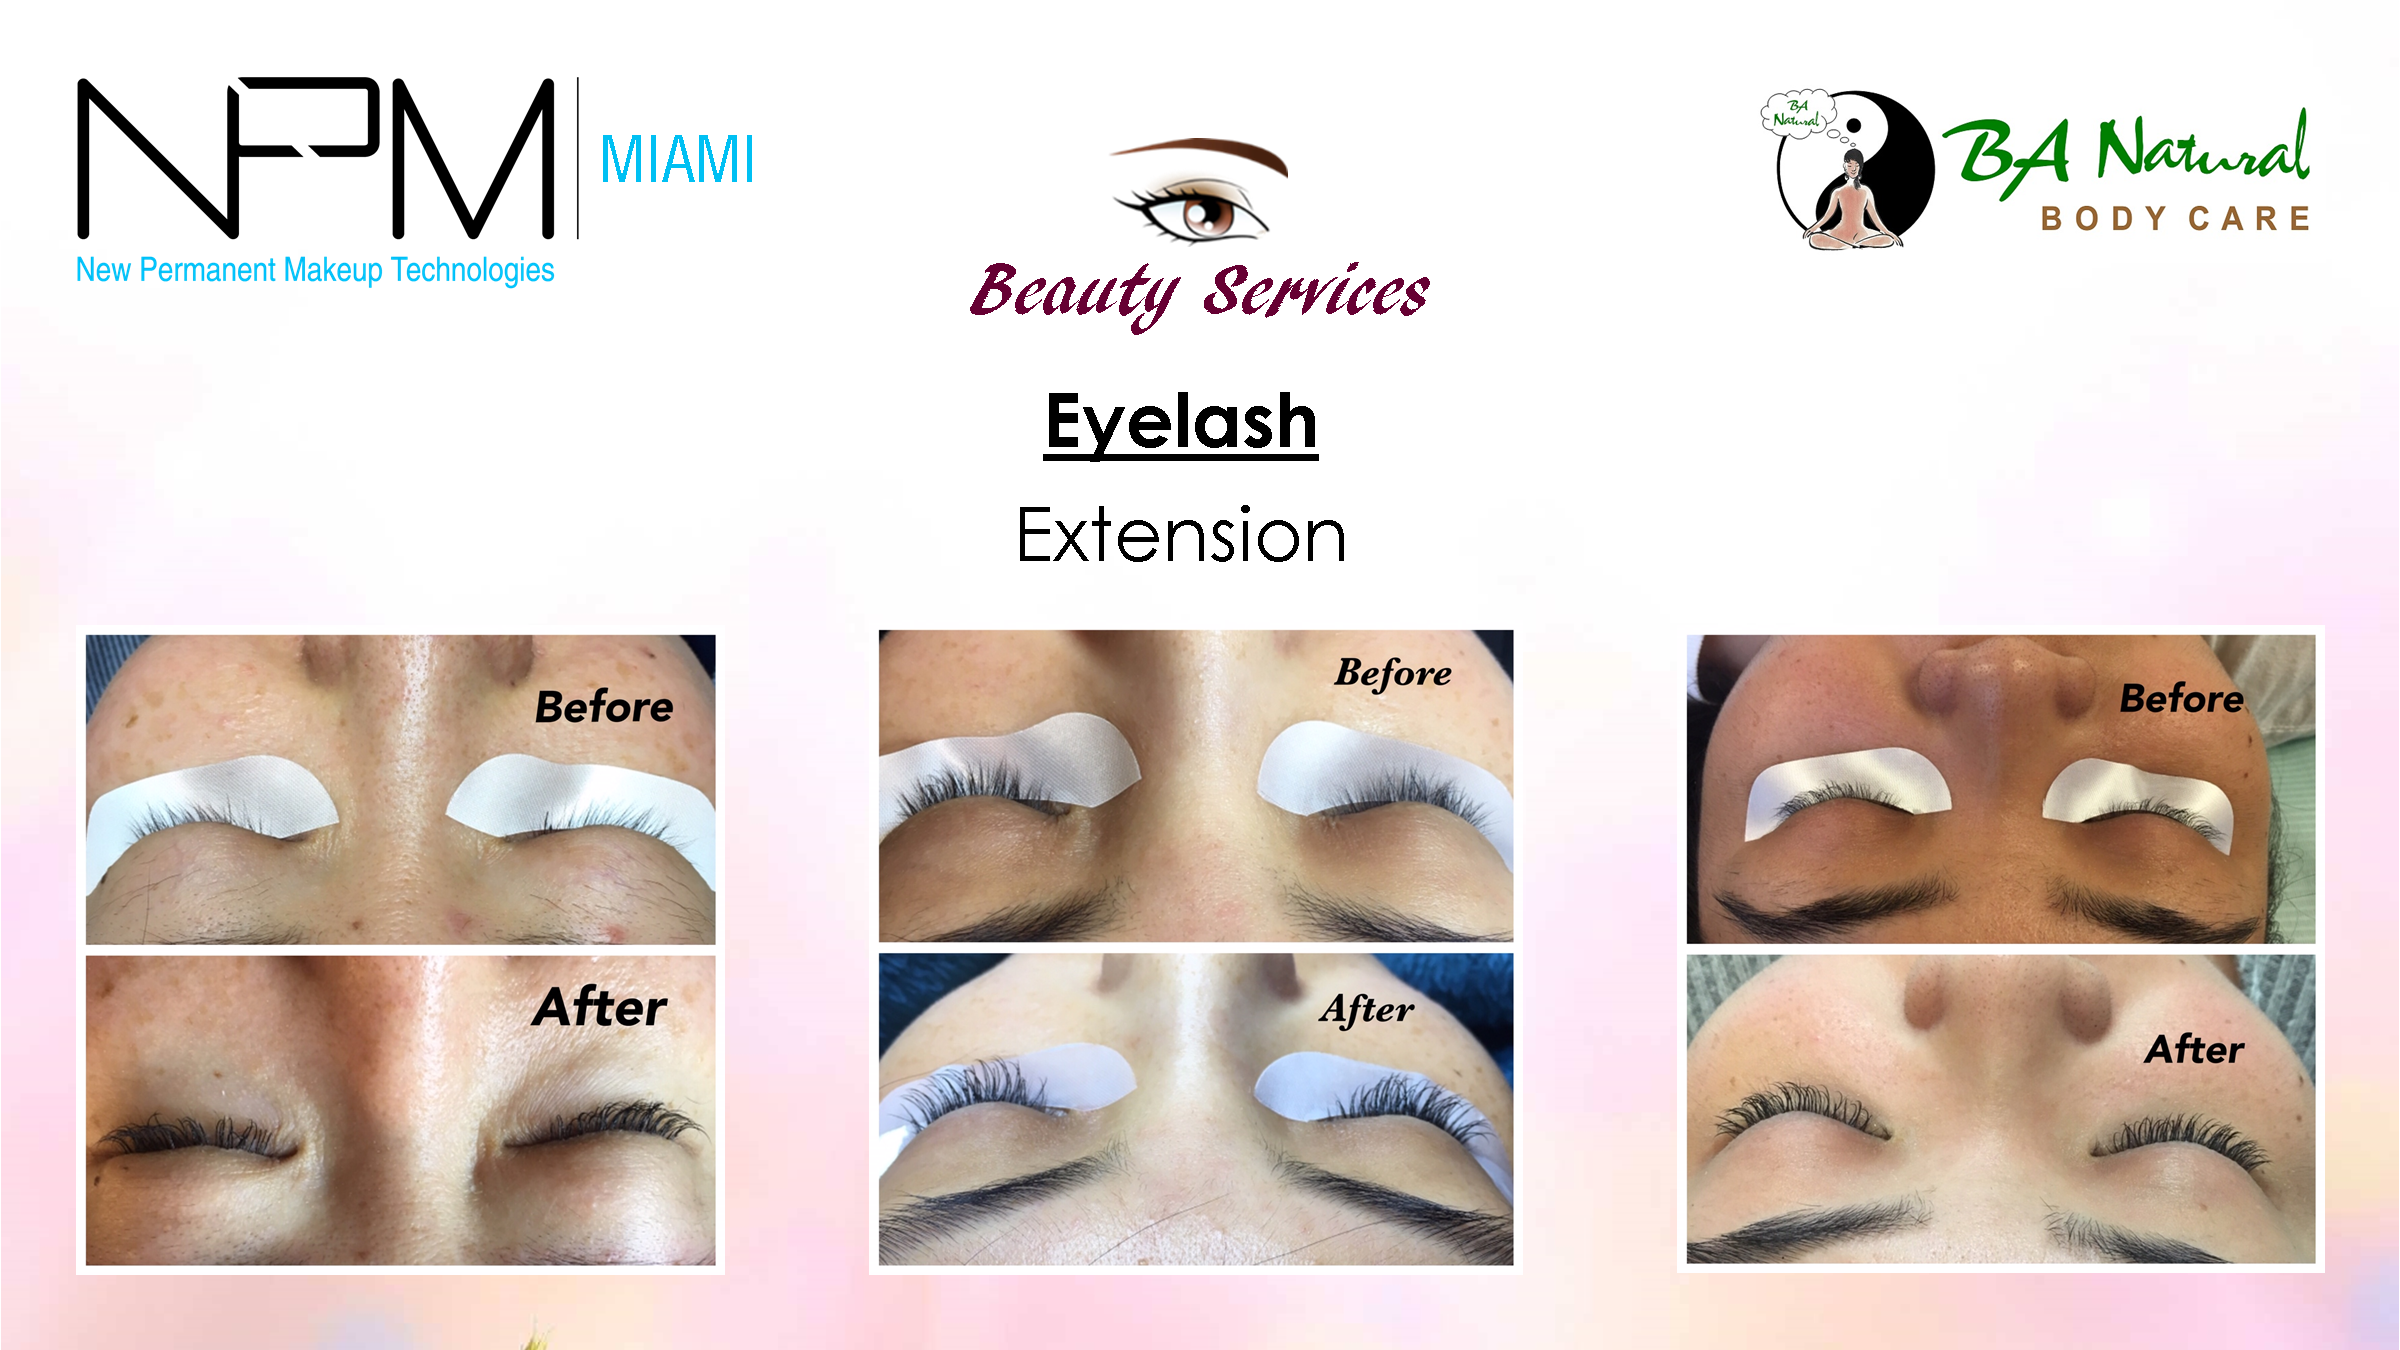 NPM
MIAMI
New Permanent Makeup Technologies
Beauty Services
BA
Natural
BA Natural
BODY CARE
Eyelash
Extension
Before
Before
Before
After
After
After